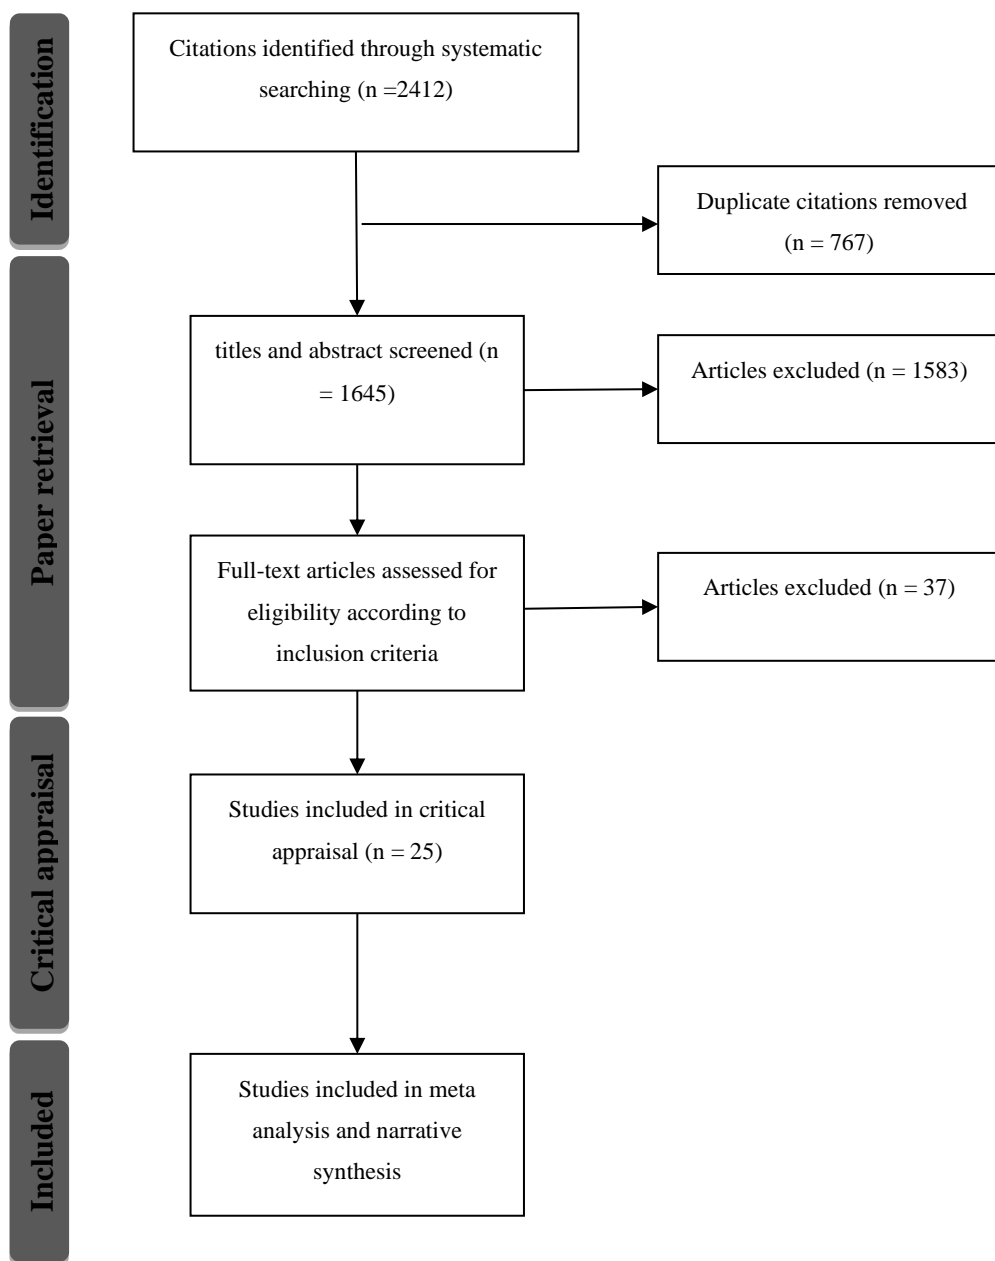 Identification
Citations identified through systematic
searching (n =2412)
Duplicate citations removed
(n = 767)
Paper retrieval
titles and abstract screened (n
= 1645)
Articles excluded (n = 1583)
Full-text articles assessed for
eligibility according to
inclusion criteria
Articles excluded (n = 37)
Critical appraisal
Studies included in critical
appraisal (n = 25)
Included
Studies included in meta
analysis and narrative
synthesis